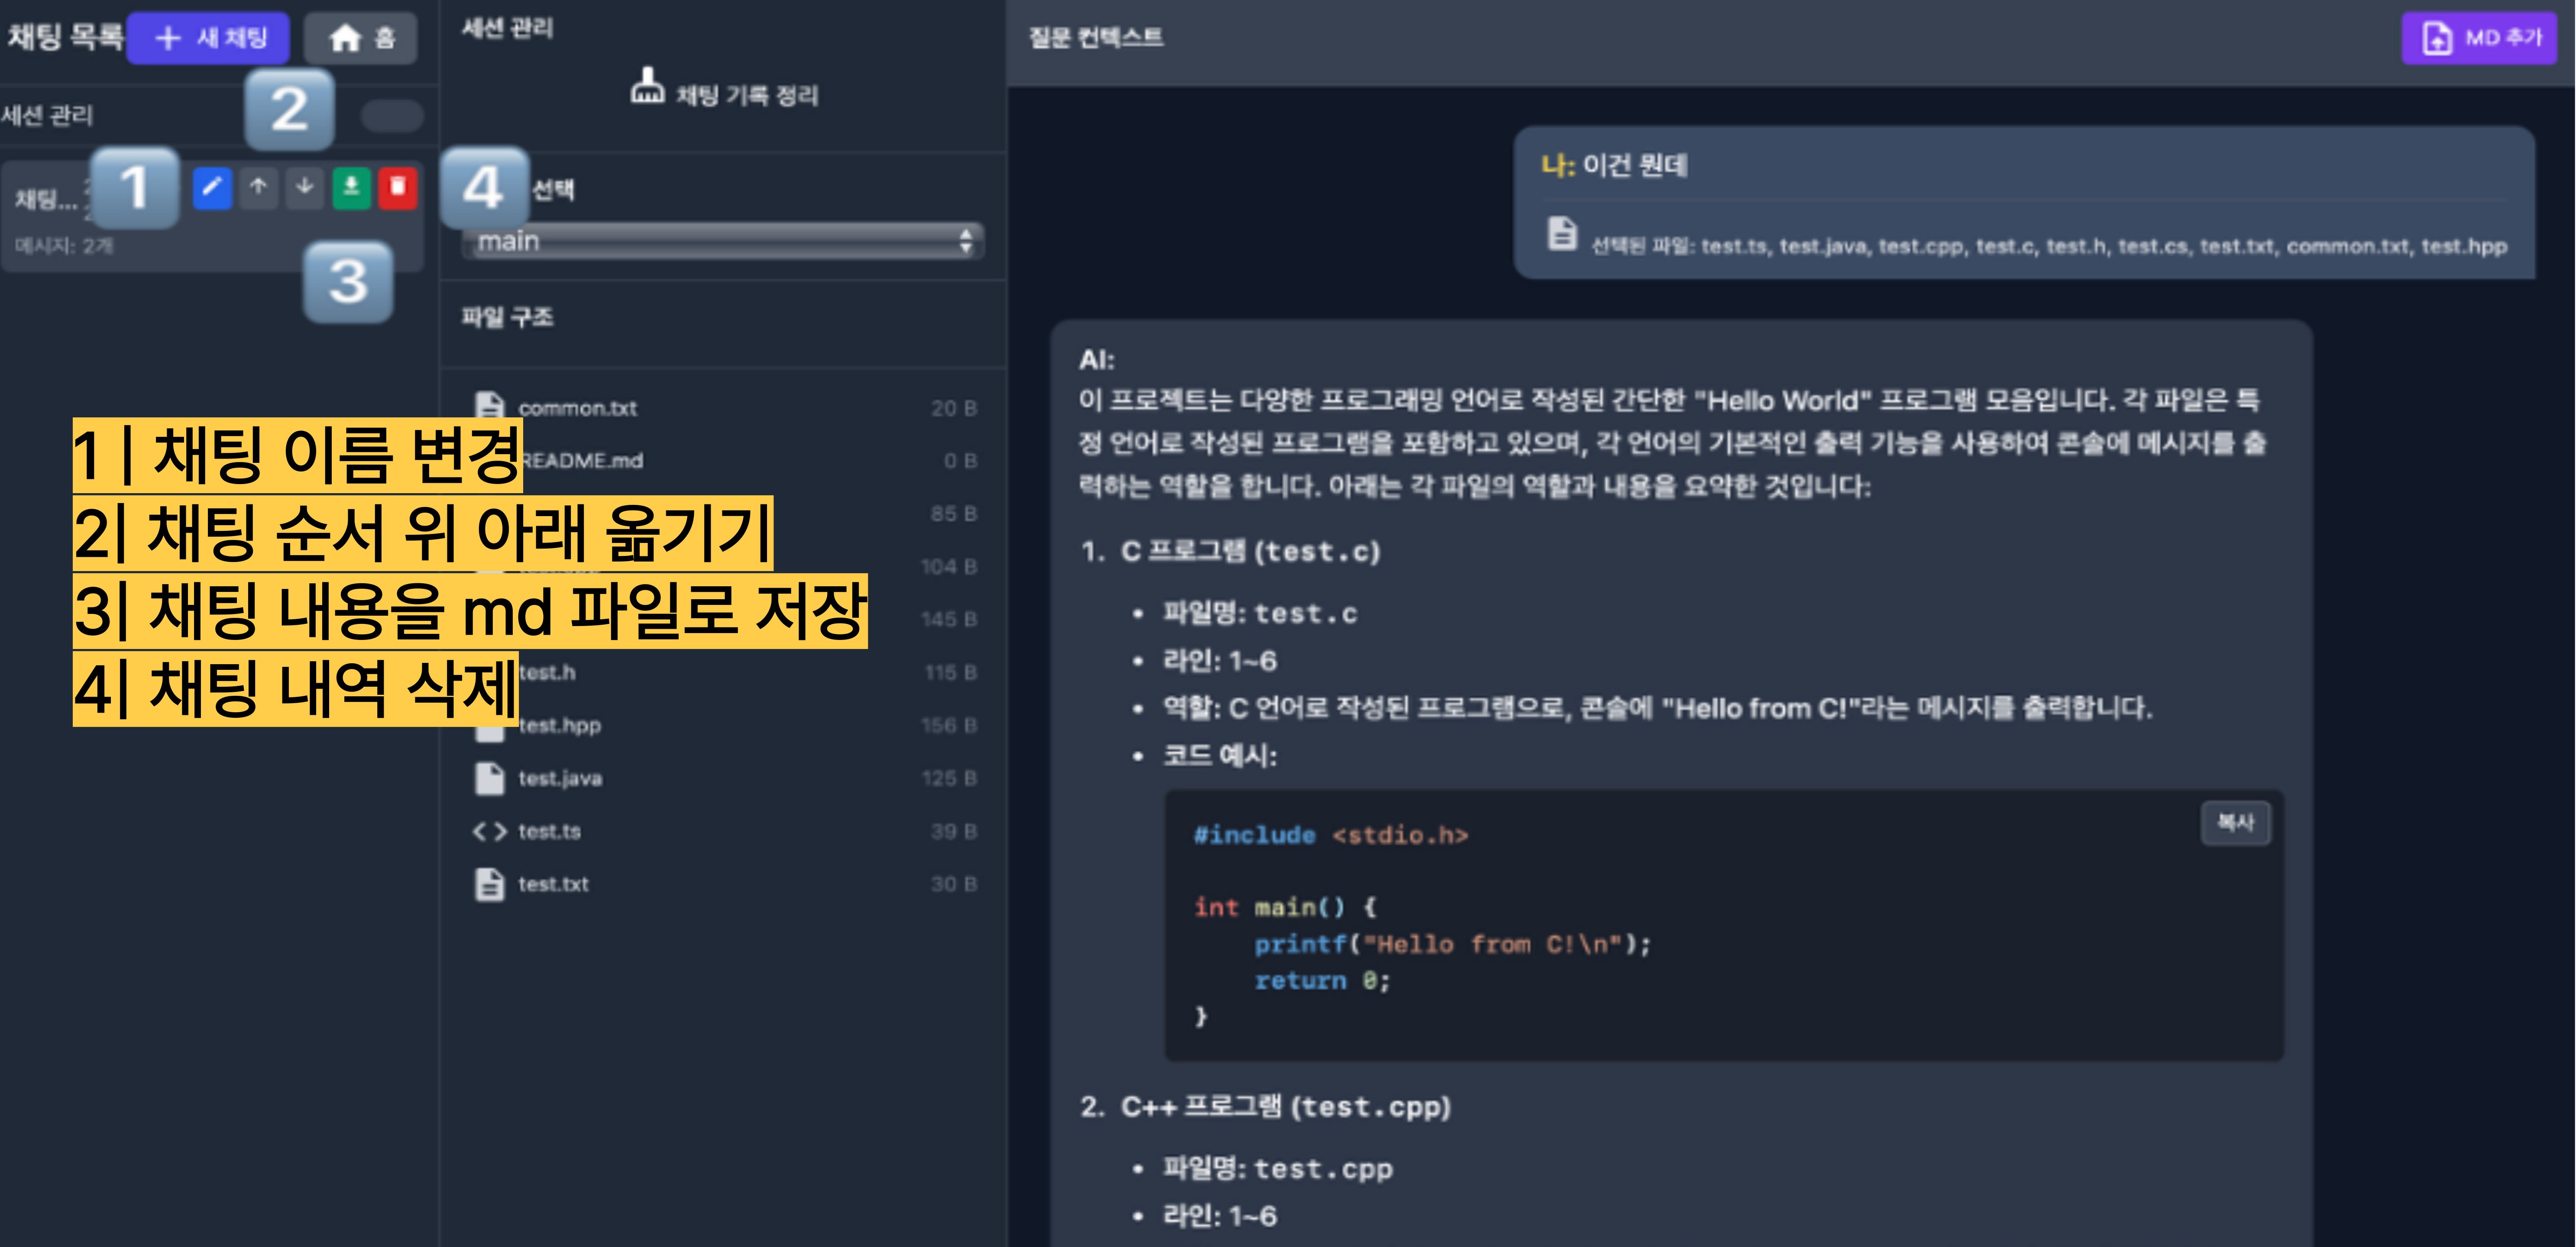 채팅 목록
새 채팅
홈
세션 관리
채팅...
메시지: 2개
1
2
3
4
세션 관리
채팅 기록 정리
선택
main
파일 구조
common.txt 20 B
README.md 0 B
85 B
104 B
145 B
test.h 115 B
test.hpp 156 B
test.java 125 B
test.ts 39 B
test.txt 30 B
1 | 채팅 이름 변경
2| 채팅 순서 위 아래 옮기기
3| 채팅 내용을 md 파일로 저장
4| 채팅 내역 삭제
질문 컨텍스트
MD 추가
나: 이건 뭔데
선택된 파일: test.ts, test.java, test.cpp, test.c, test.h, test.cs, test.txt, common.txt, test.hpp
AI:
이 프로젝트는 다양한 프로그래밍 언어로 작성된 간단한 "Hello World" 프로그램 모음입니다. 각 파일은 특
정 언어로 작성된 프로그램을 포함하고 있으며, 각 언어의 기본적인 출력 기능을 사용하여 콘솔에 메시지를 출
력하는 역할을 합니다. 아래는 각 파일의 역할과 내용을 요약한 것입니다:
1. C 프로그램 (test.c)
• 파일명: test.c
• 라인: 1~6
• 역할: C 언어로 작성된 프로그램으로, 콘솔에 "Hello from C!"라는 메시지를 출력합니다.
• 코드 예시:
복사
#include <stdio.h>
int main() {
printf("Hello from C!\n");
return 0;
}
2. C++ 프로그램 (test.cpp)
• 파일명: test.cpp
• 라인: 1~6